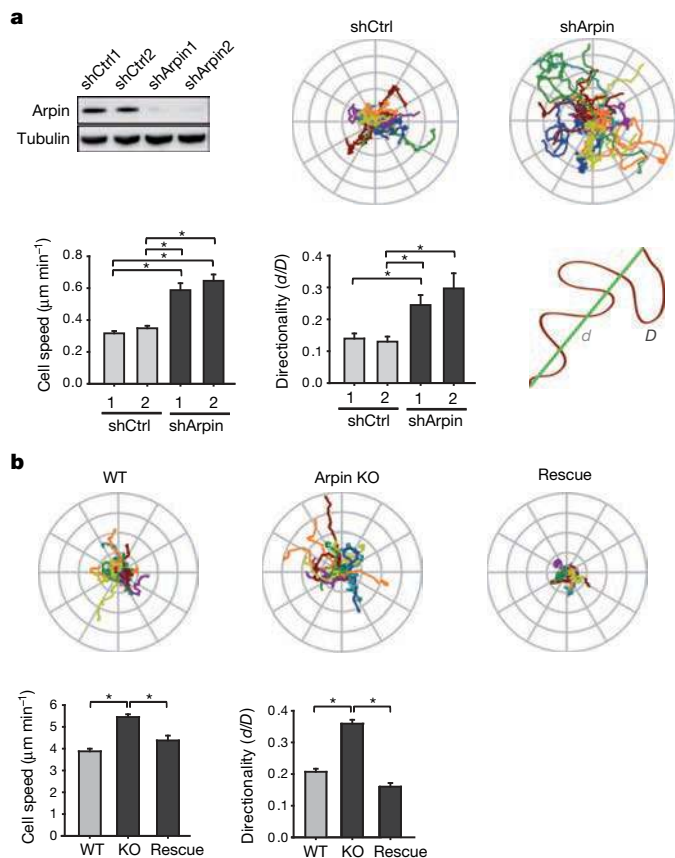 a
shCtrl1 shCtrl2 shArpin1 shArpin2
Arpin
Tubulin
shCtrl
shArpin
Cell speed (μm min⁻¹)
0.8
0.6
0.4
0.2
0.0
1 2 1 2
shCtrl shArpin
* * * *
Directionality (d/D)
0.4
0.3
0.2
0.1
0.0
1 2 1 2
shCtrl shArpin
* * *
d D
b
WT
Arpin KO
Rescue
Cell speed (μm min⁻¹)
6
5
4
3
2
1
0
WT KO Rescue
* *
Directionality (d/D)
0.4
0.3
0.2
0.1
0.0
WT KO Rescue
* *